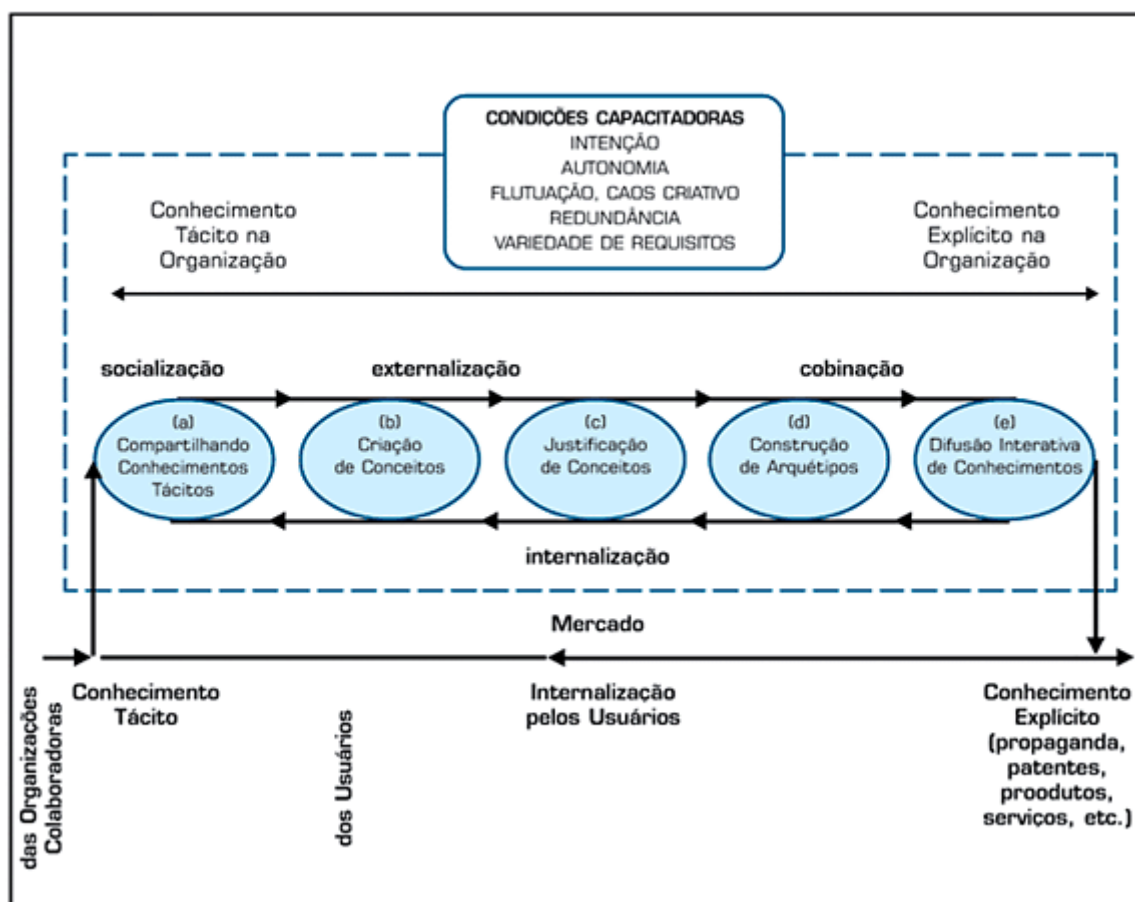 CONDIÇÕES CAPACITADORAS
INTENÇÃO
AUTONOMIA
FLUTUAÇÃO, CAOS CRIATIVO
REDUNDÂNCIA
VARIEDADE DE REQUISITOS
Conhecimento
Tácito na
Organização
Conhecimento
Explícito na
Organização
socialização
externalização
cobinação
(a)
Compartilhando
Conhecimentos
Tácitos
(b)
Criação
de Conceitos
(c)
Justificação
de Conceitos
(d)
Construção
de Arquétipos
(e)
Difusão Interativa
de Conhecimentos
internalização
Mercado
das Organizações
Colaboradoras
Conhecimento
Tácito
dos Usuários
Internalização
pelos Usuários
Conhecimento
Explícito
(propaganda,
patentes,
proodutos,
serviços, etc.)